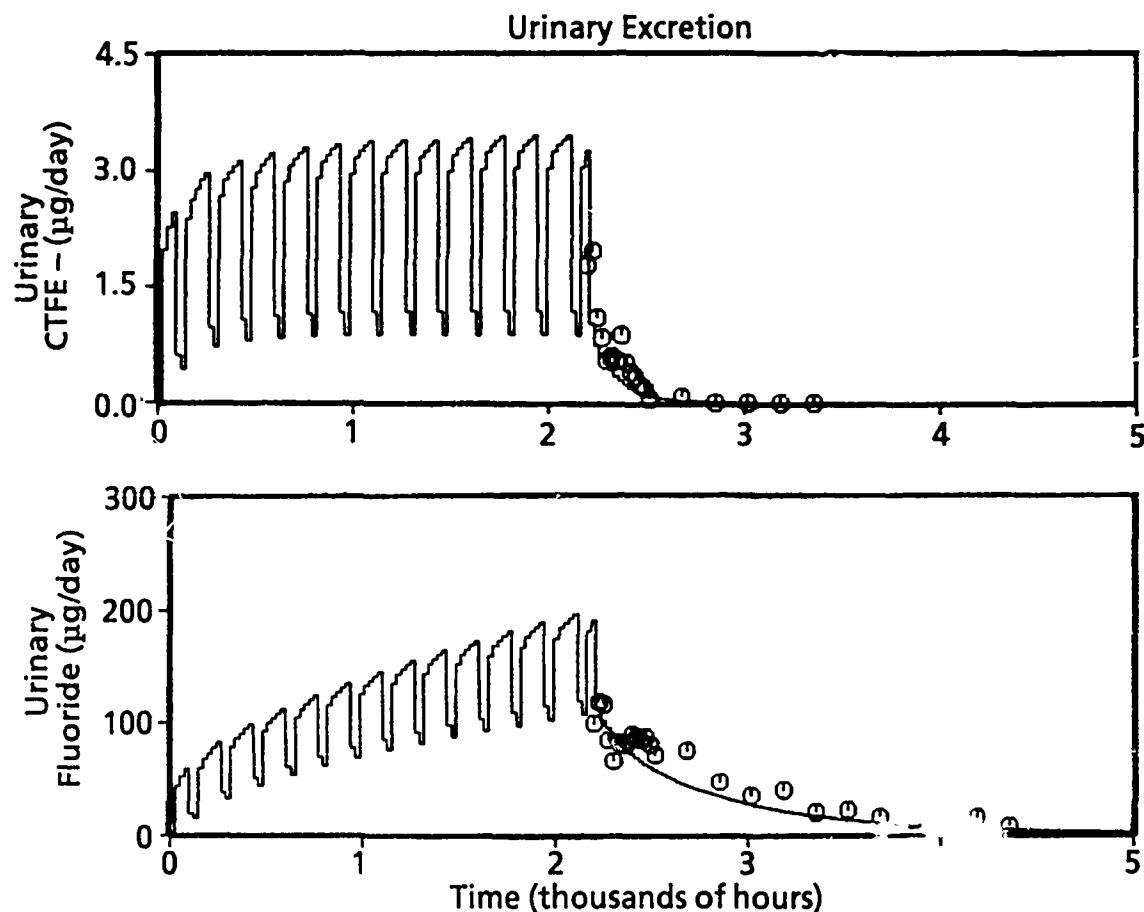 Urinary Excretion
4.5
3.0
1.5
0.0
Urinary
CTFE – (µg/day)
0 1 2 3 4 5
300
200
100
0
Urinary
Fluoride (µg/day)
0 1 2 3 5
Time (thousands of hours)